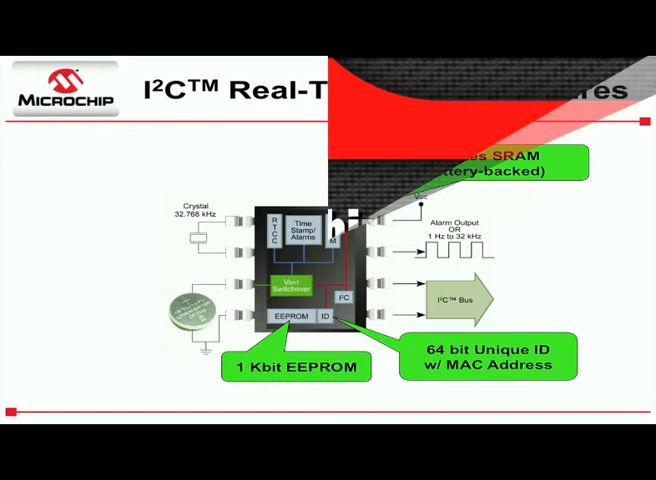 MICROCHIP
I²C™ Real-T res
es SRAM
ttery-backed)
Crystal
32.768 kHz
RTCC
Time
Stamp/
Alarms
M
Vcc
Alarm Output
OR
1 Hz to 32 kHz
hi
VBAT
Switchover
I²C
I²C™ Bus
EEPROM
ID
1 Kbit EEPROM
64 bit Unique ID
w/ MAC Address